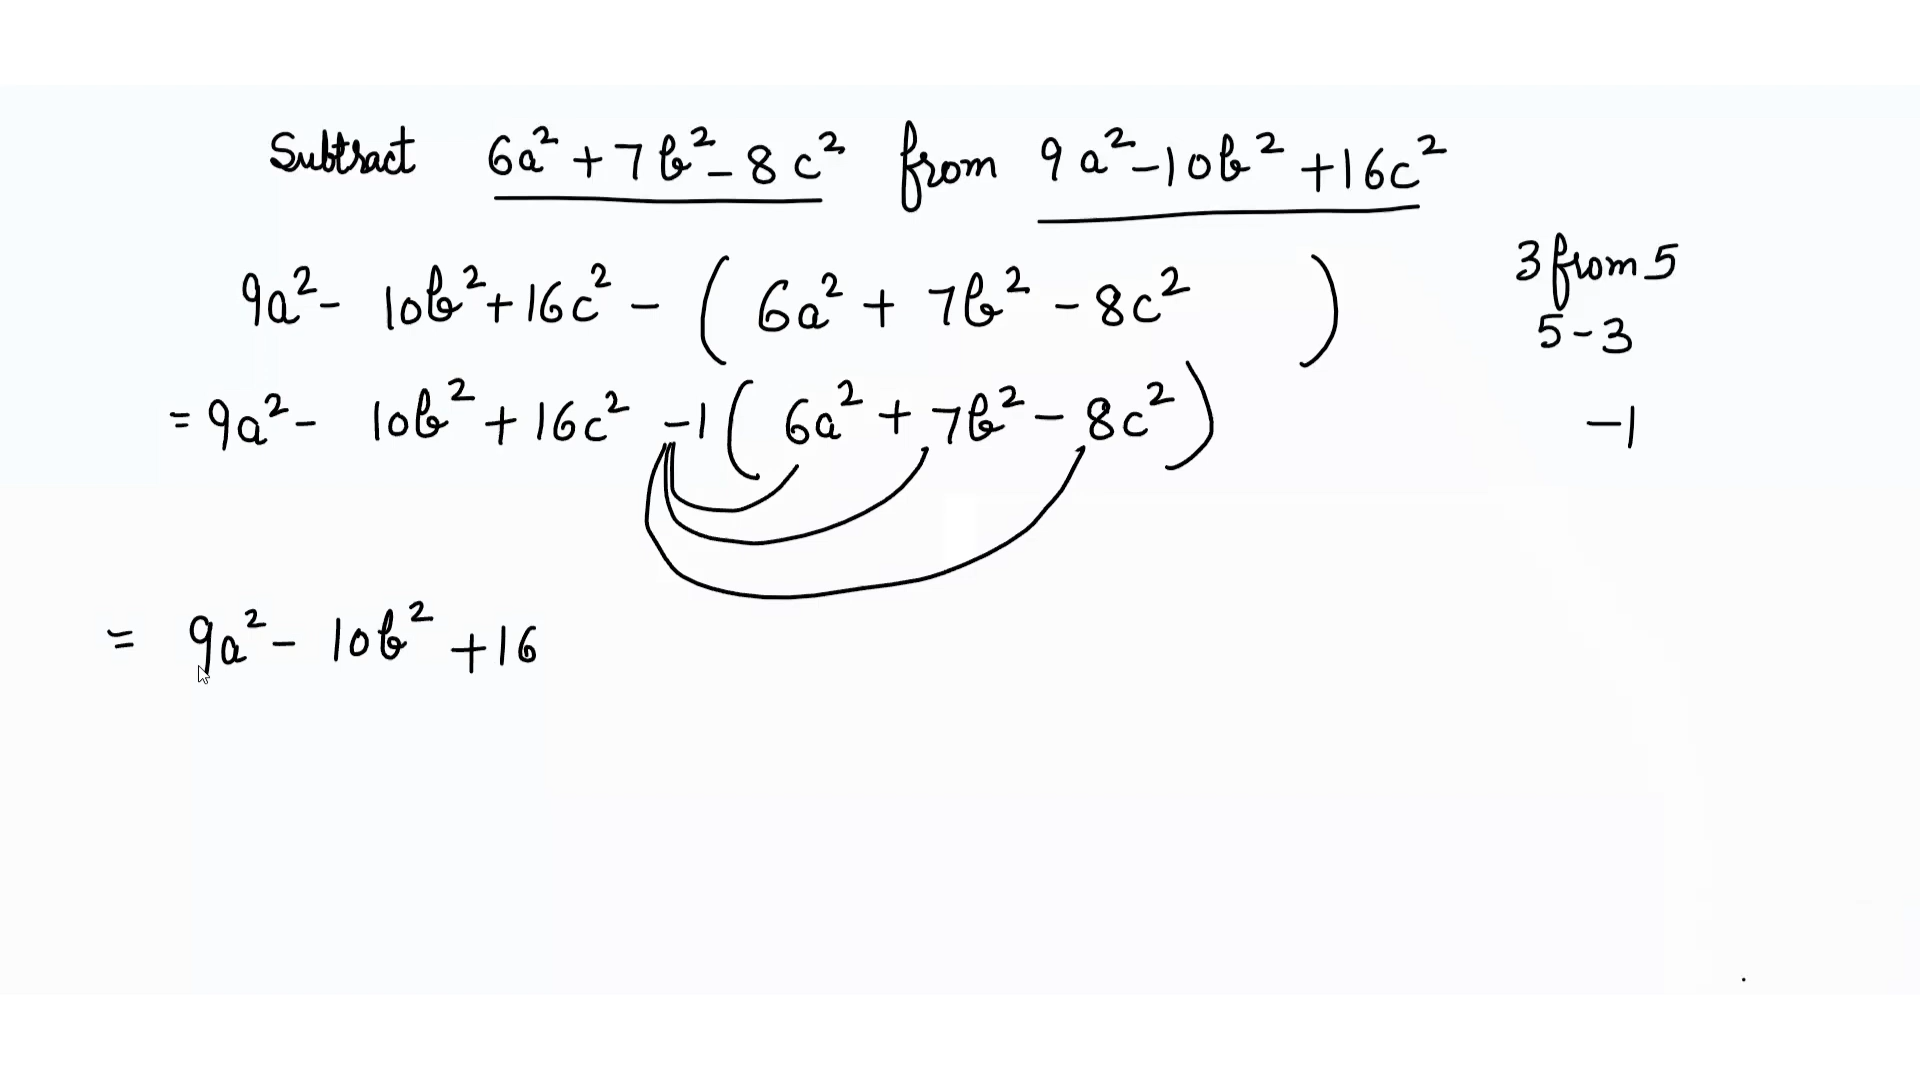 Subtract 6a² + 7b² - 8c² from 9a² - 10b² + 16c²
9a² - 10b² + 16c² - ( 6a² + 7b² - 8c² )
3 from 5
5 - 3
= 9a² - 10b² + 16c² -1 ( 6a² + 7b² - 8c² )
-1
= 9a² - 10b² + 16